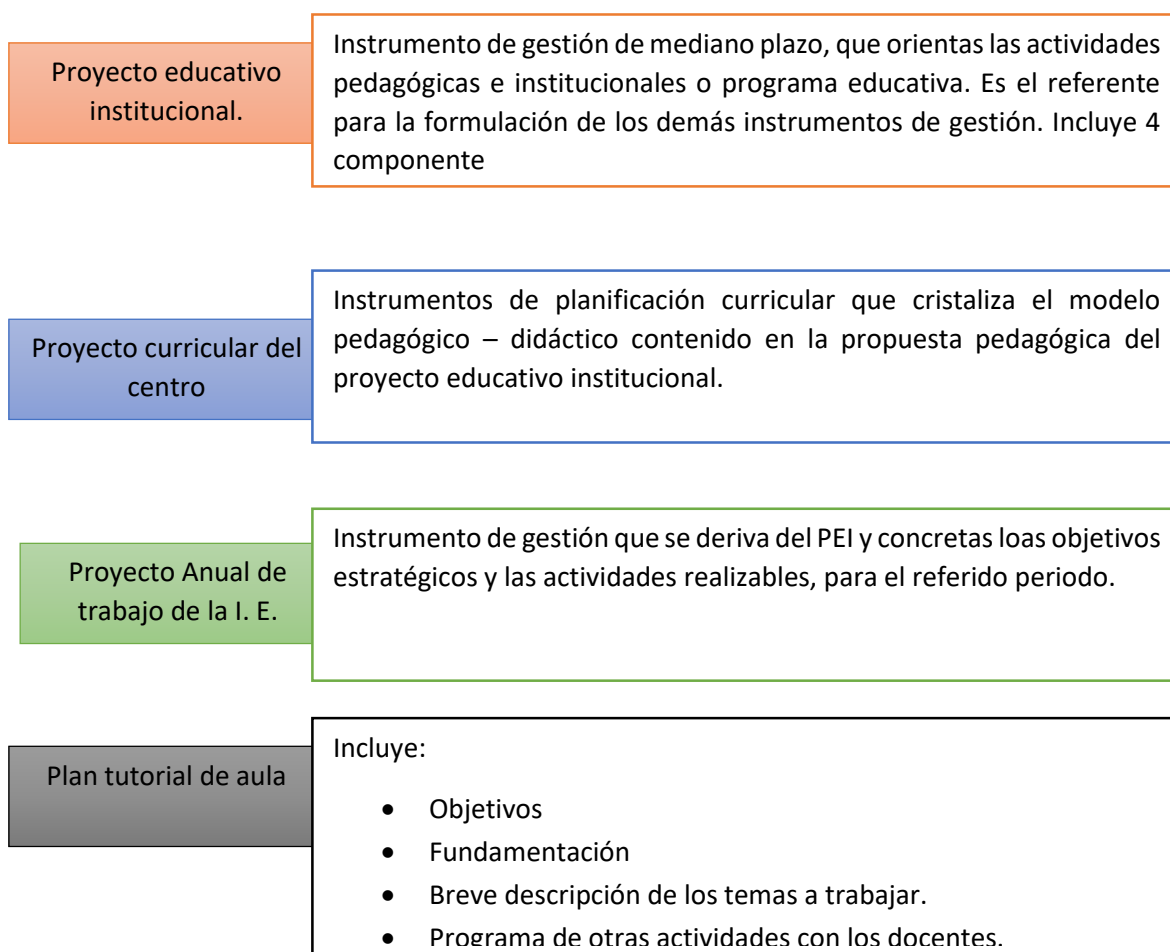 Proyecto educativo
institucional.
Instrumento de gestión de mediano plazo, que orientas las actividades
pedagógicas e institucionales o programa educativa. Es el referente
para la formulación de los demás instrumentos de gestión. Incluye 4
componente
Proyecto curricular del
centro
Instrumentos de planificación curricular que cristaliza el modelo
pedagógico – didáctico contenido en la propuesta pedagógica del
proyecto educativo institucional.
Proyecto Anual de
trabajo de la I. E.
Instrumento de gestión que se deriva del PEI y concretas loas objetivos
estratégicos y las actividades realizables, para el referido periodo.
Plan tutorial de aula
Incluye:
• Objetivos
• Fundamentación
• Breve descripción de los temas a trabajar.
• Programa de otras actividades con los docentes.